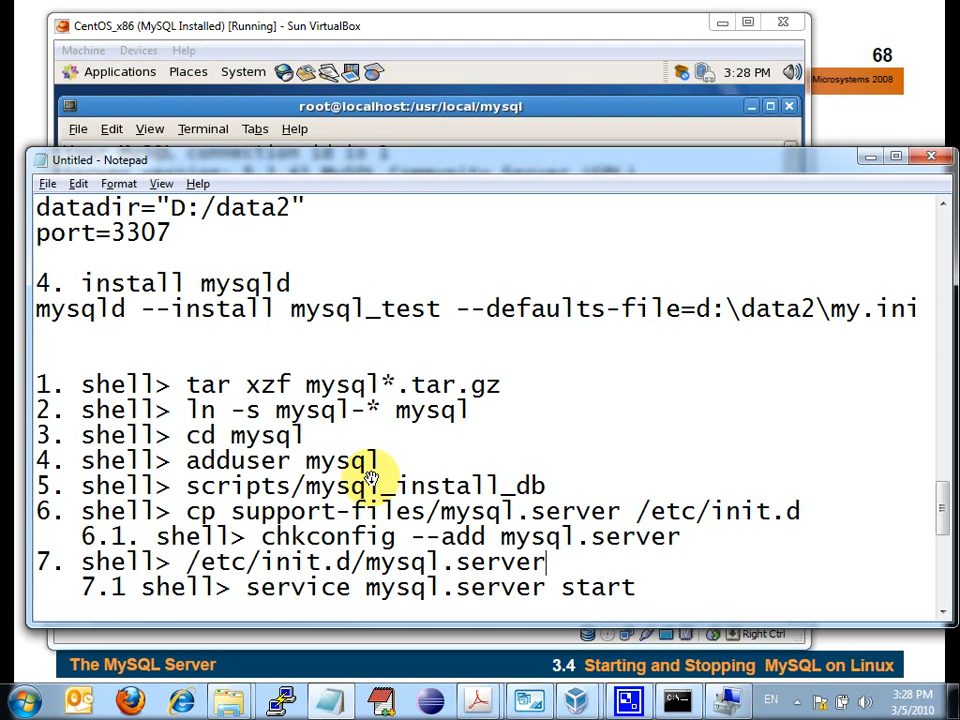 CentOS_x86 (MySQL Installed) [Running] - Sun VirtualBox
Machine Devices Help
68
Applications Places System
3:28 PM
Microsystems 2008
root@localhost:/usr/local/mysql
File Edit View Terminal Tabs Help
Your MySQL connection id is 1
Untitled - Notepad
File Edit Format View Help
datadir="D:/data2"
port=3307
4. install mysqld
mysqld --install mysql_test --defaults-file=d:\data2\my.ini
1. shell> tar xzf mysql*.tar.gz
2. shell> ln -s mysql-* mysql
3. shell> cd mysql
4. shell> adduser mysql
5. shell> scripts/mysql_install_db
6. shell> cp support-files/mysql.server /etc/init.d
6.1. shell> chkconfig --add mysql.server
7. shell> /etc/init.d/mysql.server
7.1 shell> service mysql.server start
Right Ctrl
The MySQL Server
3.4 Starting and Stopping MySQL on Linux
EN
3:28 PM
3/5/2010